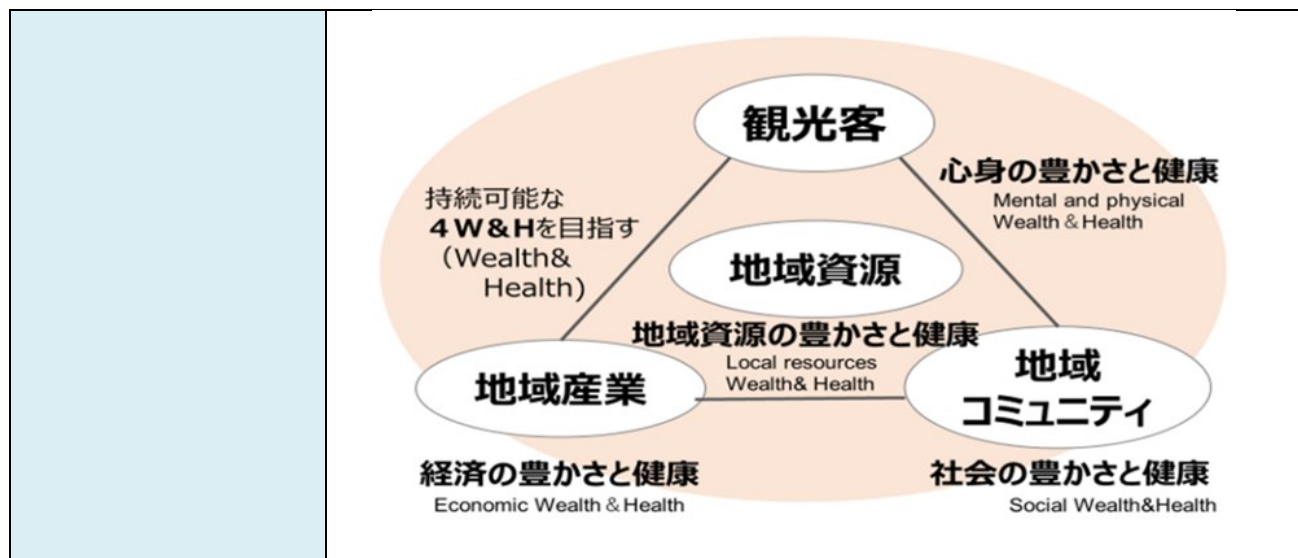 観光客
心身の豊かさと健康
Mental and physical
Wealth＆Health
持続可能な
４W&Hを目指す
（Wealth&
Health)
地域資源
地域資源の豊かさと健康
Local resources
Wealth& Health
地域産業
地域
コミュニティ
経済の豊かさと健康
Economic Wealth＆Health
社会の豊かさと健康
Social Wealth&Health